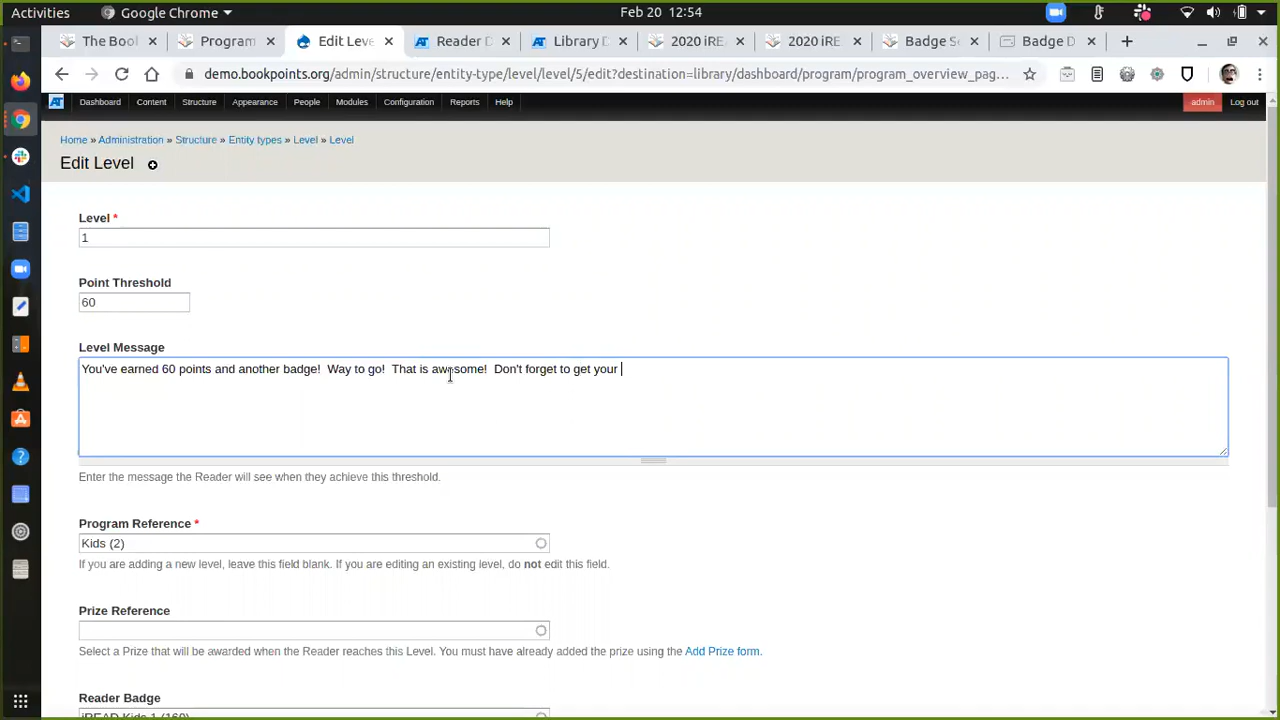 Activities
Google Chrome
Feb 20 12:54
The Bool
Program
Edit Leve
Reader D
Library D
2020 iRE
2020 iRE
Badge Se
Badge D
demo.bookpoints.org/admin/structure/entity-type/level/level/5/edit?destination=library/dashboard/program/program_overview_pag...
Dashboard Content Structure Appearance People Modules Configuration Reports Help admin Log out
Home » Administration » Structure » Entity types » Level » Level
Edit Level
Level *
1
Point Threshold
60
Level Message
You've earned 60 points and another badge!  Way to go!  That is awesome!  Don't forget to get your
Enter the message the Reader will see when they achieve this threshold.
Program Reference *
Kids (2)
If you are adding a new level, leave this field blank. If you are editing an existing level, do not edit this field.
Prize Reference
Select a Prize that will be awarded when the Reader reaches this Level. You must have already added the prize using the Add Prize form.
Reader Badge
iREAD Kids 1 (169)